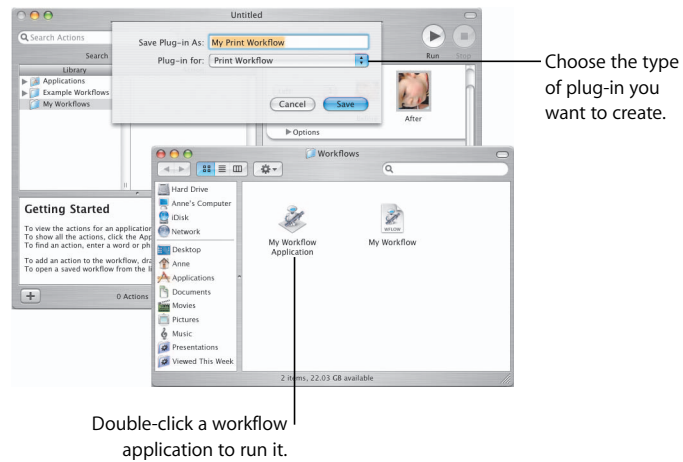 Untitled
Search Actions
Search
Run
Stop
Save Plug-in As: My Print Workflow
Plug-in for: Print Workflow
Cancel
Save
Library
Applications
Example Workflows
My Workflows
After
Options
Choose the type
of plug-in you
want to create.
Getting Started
To view the actions for an application
To show all the actions, click the App
To find an action, enter a word or ph
To add an action to the workflow, dra
To open a saved workflow from the li
0 Actions
Workflows
Hard Drive
Anne's Computer
iDisk
Network
Desktop
Anne
Applications
Documents
Movies
Pictures
Music
Presentations
Viewed This Week
My Workflow
Application
WFLOW
My Workflow
2 items, 22.03 GB available
Double-click a workflow
application to run it.